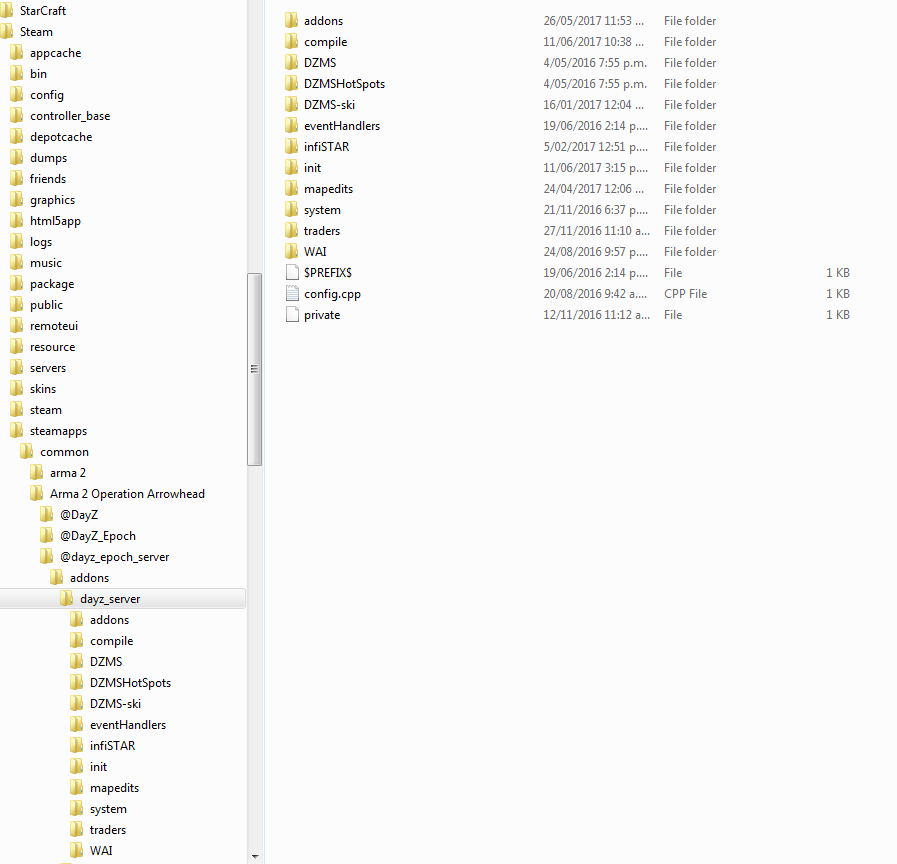 StarCraft
Steam
appcache
bin
config
controller_base
depotcache
dumps
friends
graphics
html5app
logs
music
package
public
remoteui
resource
servers
skins
steam
steamapps
common
arma 2
Arma 2 Operation Arrowhead
@DayZ
@DayZ_Epoch
@dayz_epoch_server
addons
dayz_server
addons
compile
DZMS
DZMSHotSpots
DZMS-ski
eventHandlers
infiSTAR
init
mapedits
system
traders
WAI
addons 26/05/2017 11:53 ... File folder
compile 11/06/2017 10:38 ... File folder
DZMS 4/05/2016 7:55 p.m. File folder
DZMSHotSpots 4/05/2016 7:55 p.m. File folder
DZMS-ski 16/01/2017 12:04 ... File folder
eventHandlers 19/06/2016 2:14 p.... File folder
infiSTAR 5/02/2017 12:51 p.... File folder
init 11/06/2017 3:15 p.... File folder
mapedits 24/04/2017 12:06 ... File folder
system 21/11/2016 6:37 p.... File folder
traders 27/11/2016 11:10 a... File folder
WAI 24/08/2016 9:57 p.... File folder
$PREFIX$ 19/06/2016 2:14 p.... File 1 KB
config.cpp 20/08/2016 9:42 a.... CPP File 1 KB
private 12/11/2016 11:12 a... File 1 KB